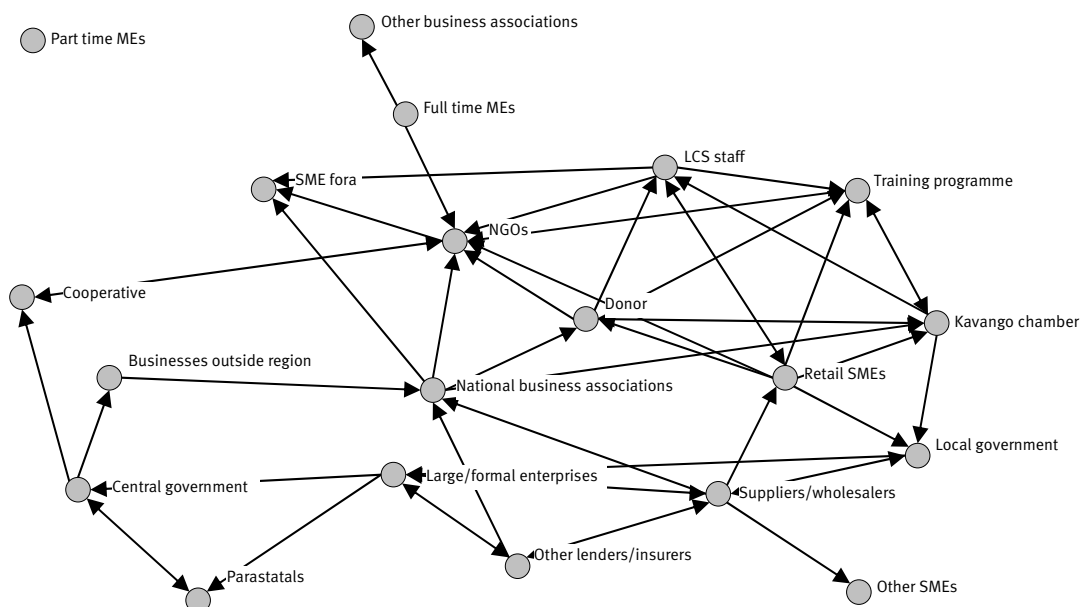 Other business associations
Part time MEs
Full time MEs
LCS staff
SME fora
Training programme
NGOs
Cooperative
Donor
Kavango chamber
Businesses outside region
Retail SMEs
National business associations
Local government
Large/formal enterprises
Central government
Suppliers/wholesalers
Other lenders/insurers
Parastatals
Other SMEs